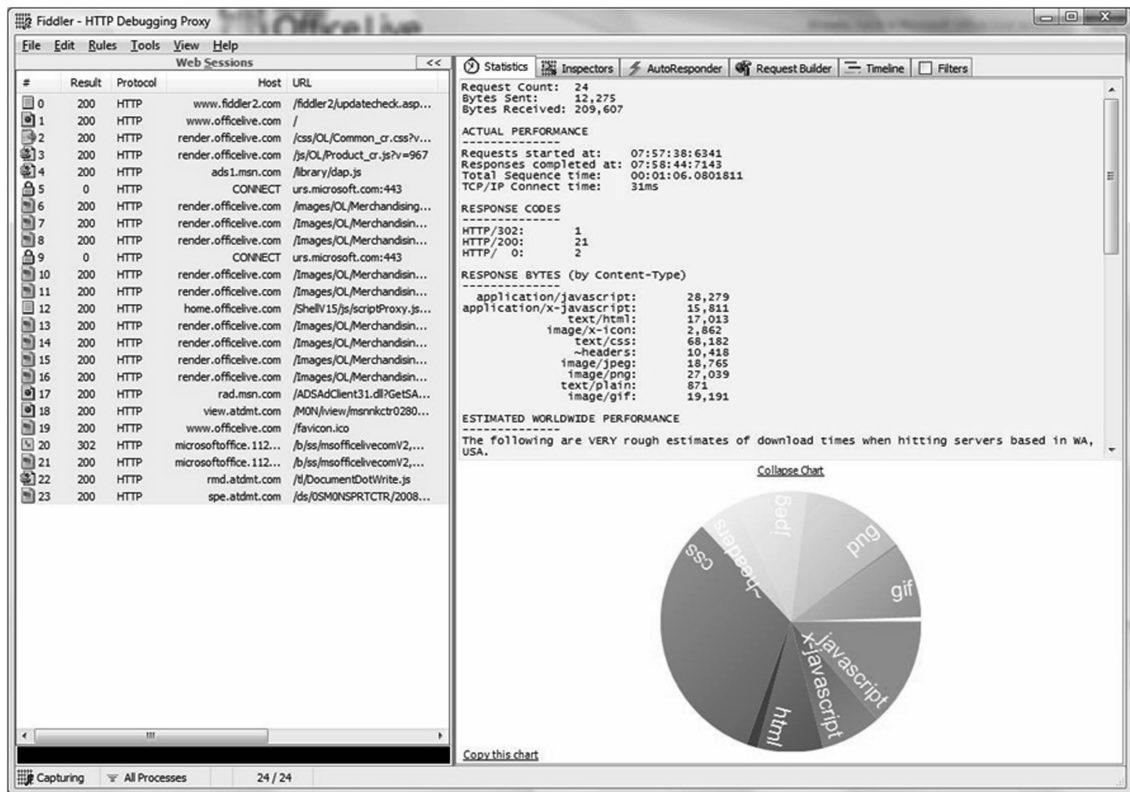 Fiddler - HTTP Debugging Proxy
OfficeLive
File Edit Rules Tools View Help
Web Sessions <<
# Result Protocol Host URL
0 200 HTTP www.fiddler2.com /fiddler2/updatecheck.asp...
1 200 HTTP www.officelive.com /
2 200 HTTP render.officelive.com /css/OL/Common_cr.css?v...
3 200 HTTP render.officelive.com /js/OL/Product_cr.js?v=967
4 200 HTTP ads1.msn.com /library/dap.js
5 0 CONNECT urs.microsoft.com:443
6 200 HTTP render.officelive.com /images/OL/Merchandising...
7 200 HTTP render.officelive.com /Images/OL/Merchandisin...
8 200 HTTP render.officelive.com /Images/OL/Merchandisin...
9 0 CONNECT urs.microsoft.com:443
10 200 HTTP render.officelive.com /Images/OL/Merchandisin...
11 200 HTTP render.officelive.com /Images/OL/Merchandisin...
12 200 HTTP home.officelive.com /ShellV15/js/scriptProxy.js...
13 200 HTTP render.officelive.com /Images/OL/Merchandisin...
14 200 HTTP render.officelive.com /Images/OL/Merchandisin...
15 200 HTTP render.officelive.com /Images/OL/Merchandisin...
16 200 HTTP render.officelive.com /Images/OL/Merchandisin...
17 200 HTTP rad.msn.com /ADSAdClient31.dll?GetSA...
18 200 HTTP view.atdmt.com /M0N/iview/msnnkctr0280...
19 200 HTTP www.officelive.com /favicon.ico
20 302 HTTP microsoftoffice.112... /b/ss/msofficelivecomV2,...
21 200 HTTP microsoftoffice.112... /b/ss/msofficelivecomV2,...
22 200 HTTP rmd.atdmt.com /tl/DocumentDotWrite.js
23 200 HTTP spe.atdmt.com /ds/0SM0NSPRTCTR/2008...
Statistics Inspectors AutoResponder Request Builder Timeline Filters
Request Count: 24
Bytes Sent: 12,275
Bytes Received: 209,607
ACTUAL PERFORMANCE
--------------
Requests started at: 07:57:38:6341
Responses completed at: 07:58:44:7143
Total Sequence time: 00:01:06.0801811
TCP/IP Connect time: 31ms
RESPONSE CODES
--------------
HTTP/302: 1
HTTP/200: 21
HTTP/ 0: 2
RESPONSE BYTES (by Content-Type)
--------------
application/javascript: 28,279
application/x-javascript: 15,811
text/html: 17,013
image/x-icon: 2,862
text/css: 68,182
~headers: 10,418
image/jpeg: 18,765
image/png: 27,039
text/plain: 871
image/gif: 19,191
ESTIMATED WORLDWIDE PERFORMANCE
--------------
The following are VERY rough estimates of download times when hitting servers based in WA,
USA.
Collapse Chart
jpeg
png
~headers
css
gif
javascript
x-javascript
html
Copy this chart
Capturing All Processes 24 / 24